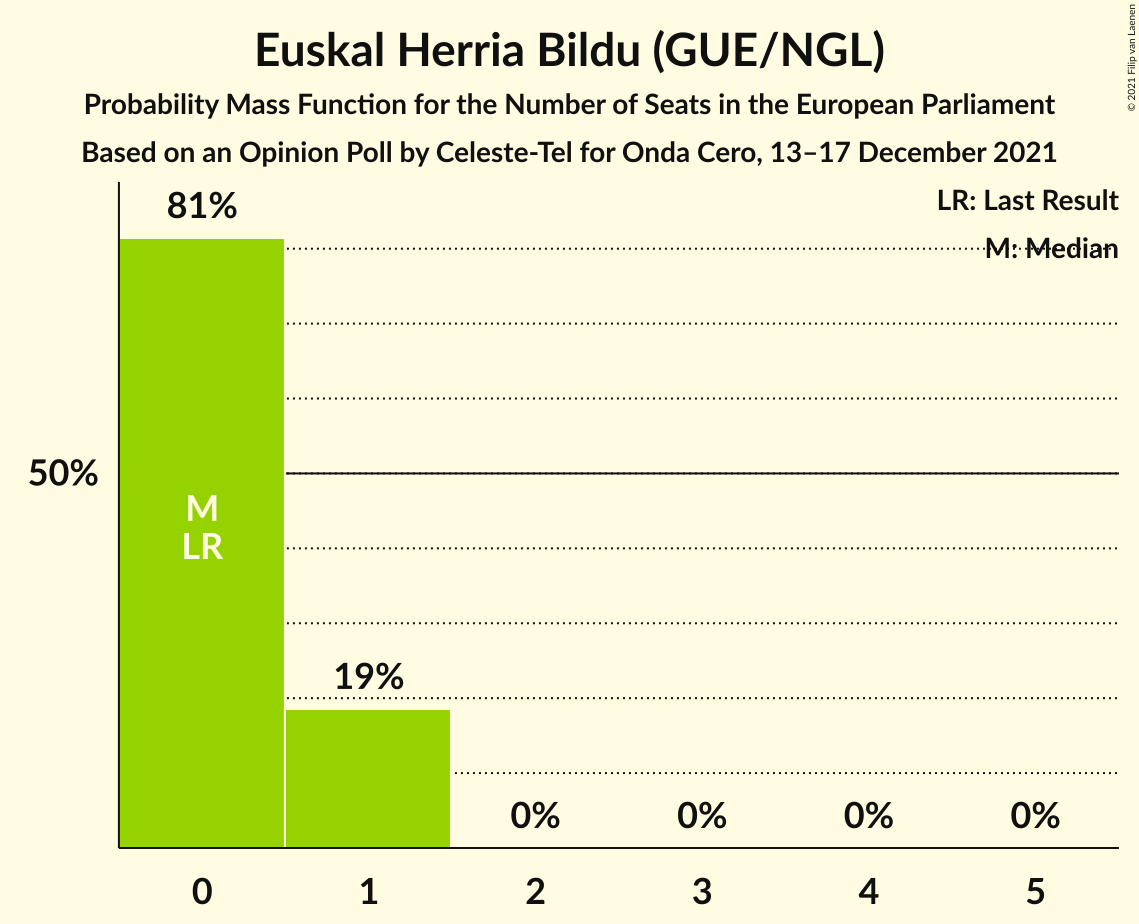 Euskal Herria Bildu (GUE/NGL)
Probability Mass Function for the Number of Seats in the European Parliament
Based on an Opinion Poll by Celeste-Tel for Onda Cero, 13–17 December 2021
© 2021 Filip van Laenen
LR: Last Result
M: Median
81%
50%
M
LR
19%
0% 0% 0% 0%
0 1 2 3 4 5